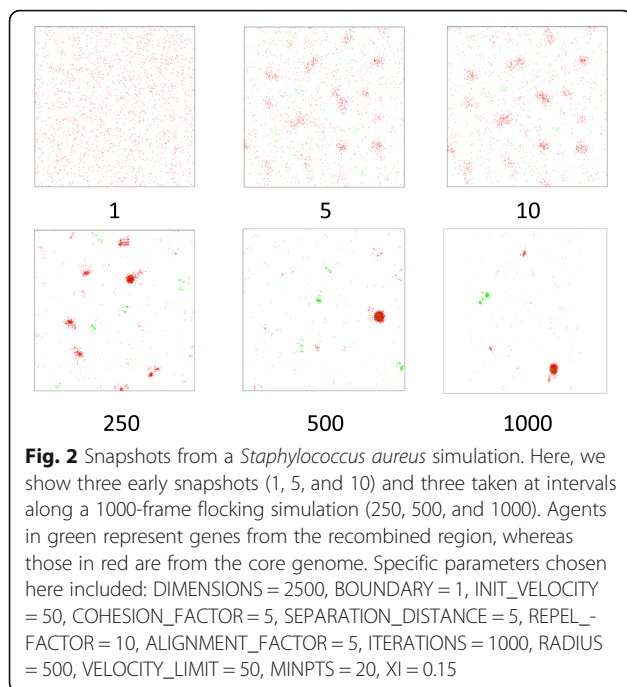 1 5 10
250 500 1000
Fig. 2 Snapshots from a Staphylococcus aureus simulation. Here, we
show three early snapshots (1, 5, and 10) and three taken at intervals
along a 1000-frame flocking simulation (250, 500, and 1000). Agents
in green represent genes from the recombined region, whereas
those in red are from the core genome. Specific parameters chosen
here included: DIMENSIONS = 2500, BOUNDARY = 1, INIT_VELOCITY
= 50, COHESION_FACTOR = 5, SEPARATION_DISTANCE = 5, REPEL_-
FACTOR = 10, ALIGNMENT_FACTOR = 5, ITERATIONS = 1000, RADIUS
= 500, VELOCITY_LIMIT = 50, MINPTS = 20, XI = 0.15